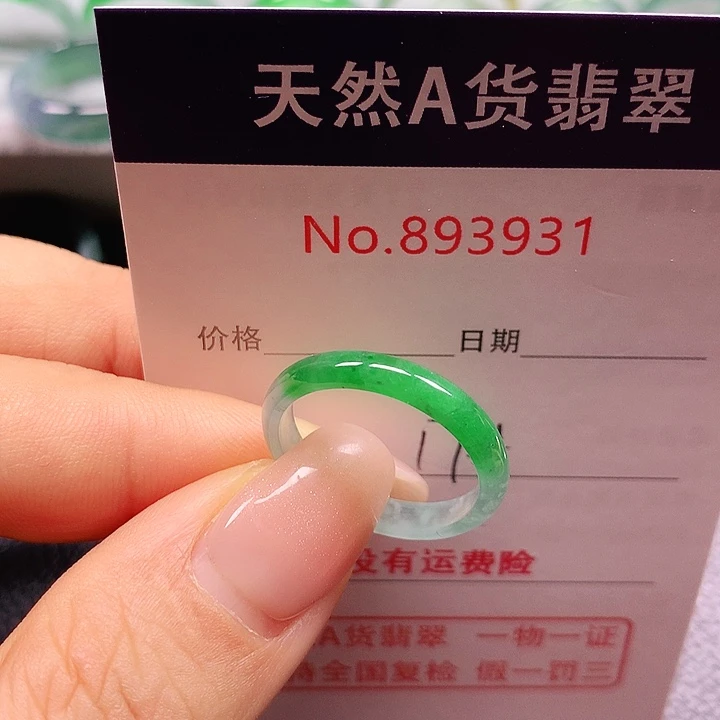 天然A货翡翠
No.893931
价格 日期
没有运费险
A货翡翠 一物一证
全国复检 假一罚三